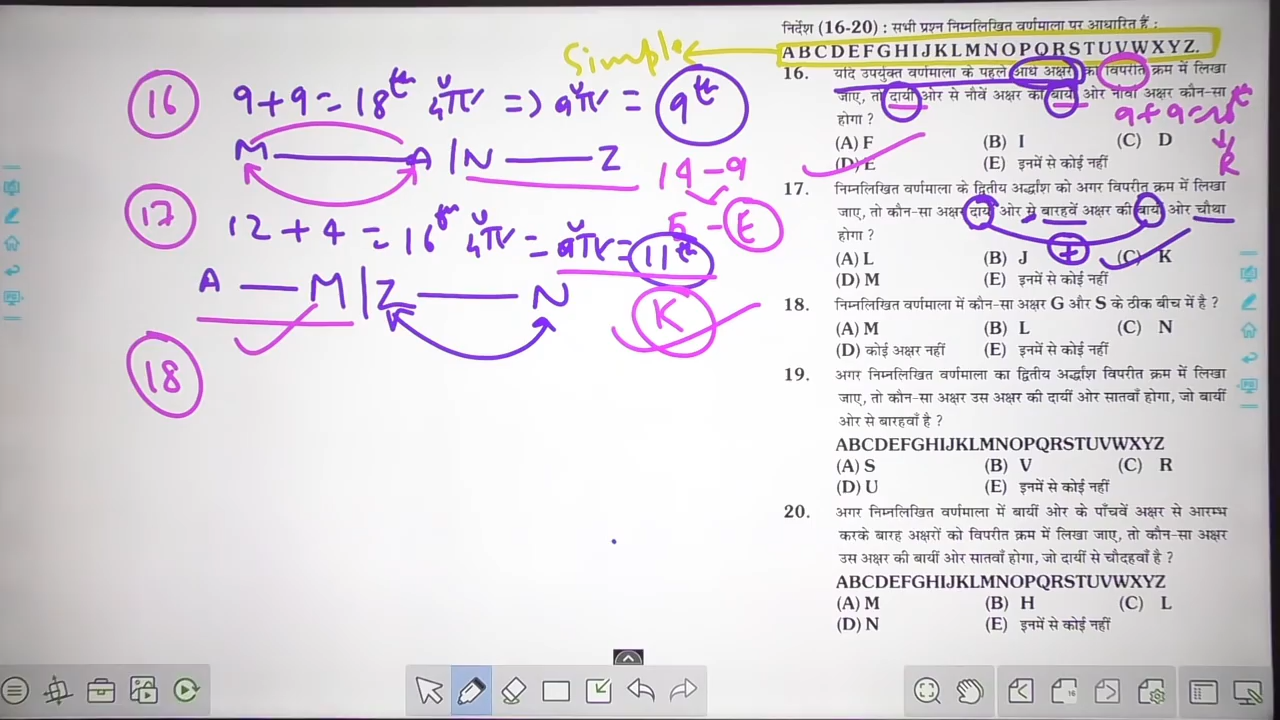 निर्देश (16-20) : सभी प्रश्न निम्नलिखित वर्णमाला पर आधारित हैं :
Simple
A B C D E F G H I J K L M N O P Q R S T U V W X Y Z.
16. यदि उपर्युक्त वर्णमाला के पहले आधे अक्षर को विपरीत क्रम में लिखा
जाए, तो दायीं ओर से नौवें अक्षर की बायीं ओर नौवां अक्षर कौन-सा
होगा ?
(A) F (B) I (C) D
(D) E (E) इनमें से कोई नहीं
17. निम्नलिखित वर्णमाला के द्वितीय अर्द्धांश को अगर विपरीत क्रम में लिखा
जाए, तो कौन-सा अक्षर दायीं ओर से बारहवें अक्षर की बायीं ओर चौथा
होगा ?
(A) L (B) J (C) K
(D) M (E) इनमें से कोई नहीं
18. निम्नलिखित वर्णमाला में कौन-सा अक्षर G और S के ठीक बीच में है ?
(A) M (B) L (C) N
(D) कोई अक्षर नहीं (E) इनमें से कोई नहीं
19. अगर निम्नलिखित वर्णमाला का द्वितीय अर्द्धांश विपरीत क्रम में लिखा
जाए, तो कौन-सा अक्षर उस अक्षर की दायीं ओर सातवाँ होगा, जो बायीं
ओर से बारहवाँ है ?
ABCDEFGHIJKLMNOPQRSTUVWXYZ
(A) S (B) V (C) R
(D) U (E) इनमें से कोई नहीं
20. अगर निम्नलिखित वर्णमाला में बायीं ओर के पाँचवें अक्षर से आरम्भ
करके बारह अक्षरों को विपरीत क्रम में लिखा जाए, तो कौन-सा अक्षर
उस अक्षर की बायीं ओर सातवाँ होगा, जो दायीं से चौदहवाँ है ?
ABCDEFGHIJKLMNOPQRSTUVWXYZ
(A) M (B) H (C) L
(D) N (E) इनमें से कोई नहीं
16 9+9=18th => = 9th
M A | N Z
14-9
5 - E
17 12 + 4 = 16th = = 11th
A M | Z N
K
18